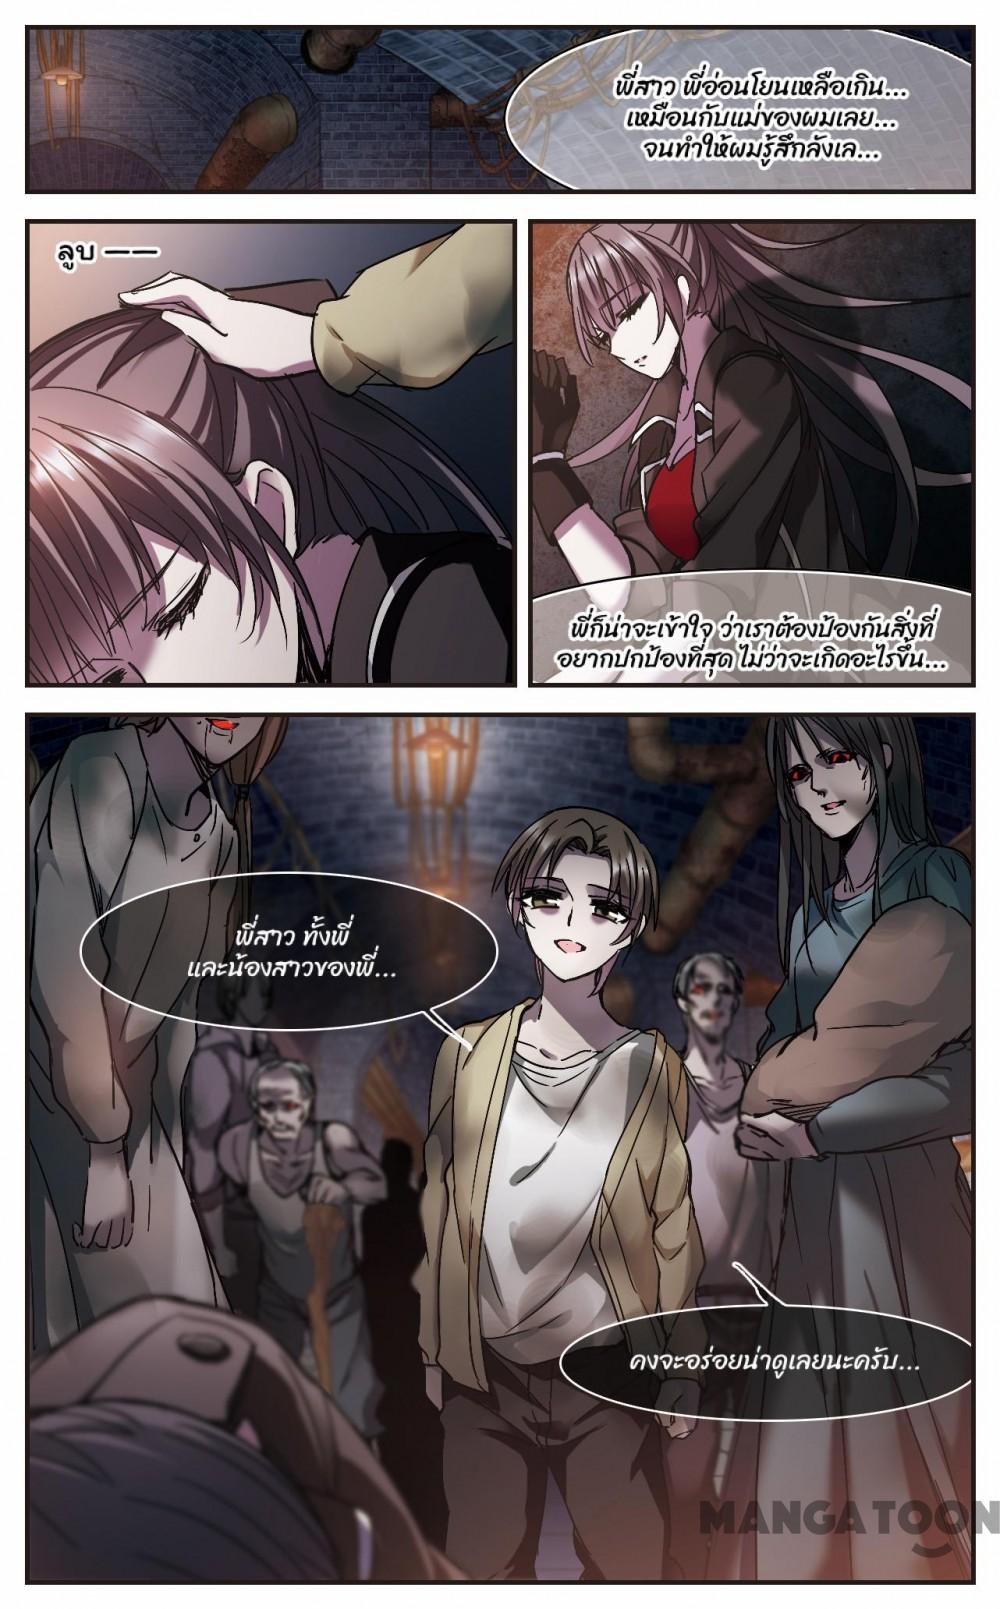 พี่สาว พี่อ่อนโยนเหลือเกิน...
เหมือนกับแม่ของผมเลย...
จนทำให้ผมรู้สึกลังเล...
ลูบ ——
พี่ก็น่าจะเข้าใจ ว่าเราต้องป้องกันสิ่งที่
อยากปกป้องที่สุด ไม่ว่าจะเกิดอะไรขึ้น...
พี่สาว ทั้งพี่
และน้องสาวของพี่...
คงจะอร่อยน่าดูเลยนะครับ...
MANGATOON